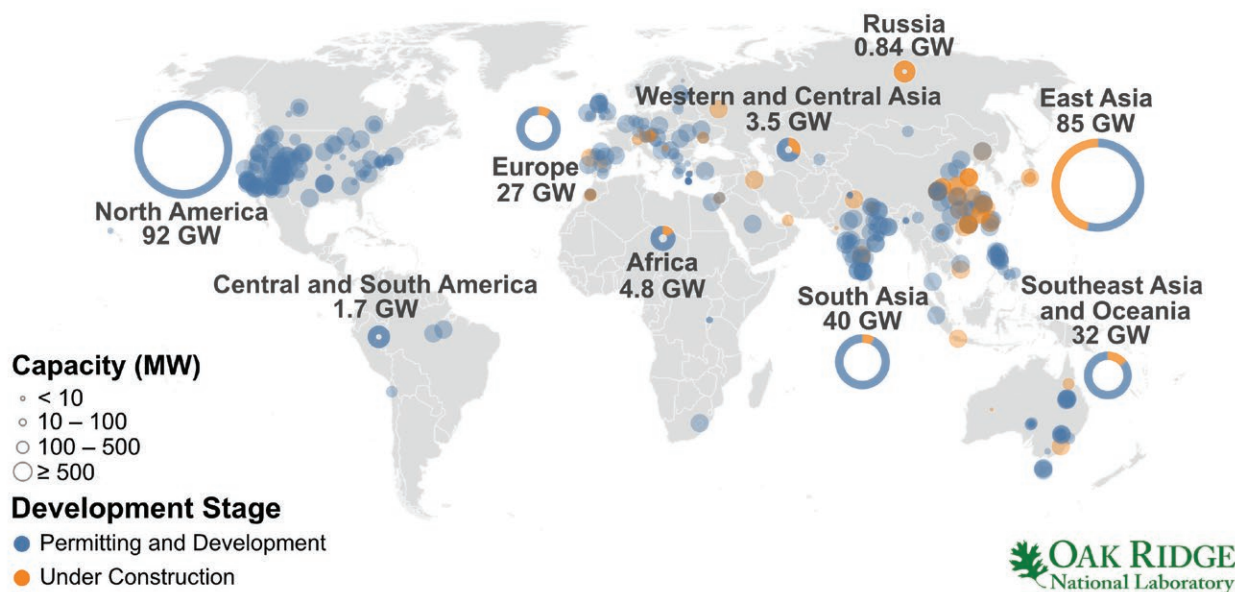 Russia
0.84 GW
Western and Central Asia
3.5 GW
East Asia
85 GW
Europe
27 GW
North America
92 GW
Africa
4.8 GW
Central and South America
1.7 GW
South Asia
40 GW
Southeast Asia
and Oceania
32 GW
Capacity (MW)
< 10
10 – 100
100 – 500
≥ 500
Development Stage
Permitting and Development
Under Construction
OAK RIDGE
National Laboratory